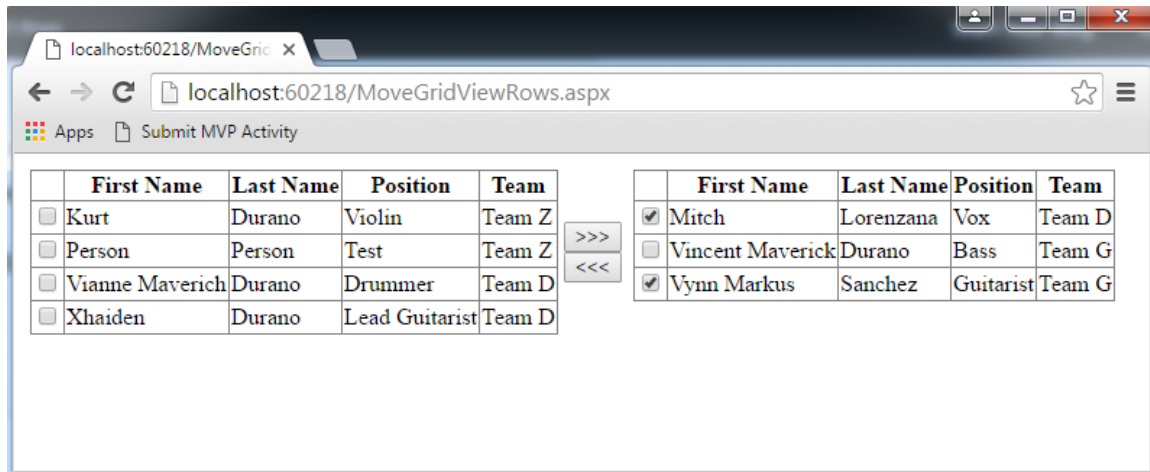 localhost:60218/MoveGrid
localhost:60218/MoveGridViewRows.aspx
Apps Submit MVP Activity
First Name Last Name Position Team
Kurt Durano Violin Team Z
Person Person Test Team Z
Vianne Maverich Durano Drummer Team D
Xhaiden Durano Lead Guitarist Team D
>>>
<<<
First Name Last Name Position Team
Mitch Lorenzana Vox Team D
Vincent Maverick Durano Bass Team G
Vynn Markus Sanchez Guitarist Team G